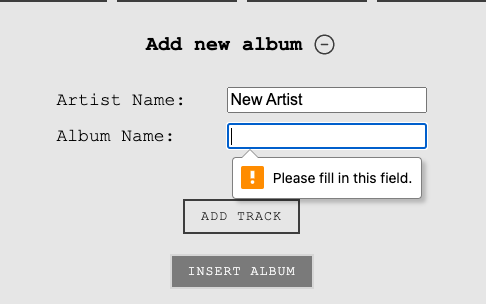 Add new album
Artist Name: New Artist
Album Name:
Please fill in this field.
ADD TRACK
INSERT ALBUM